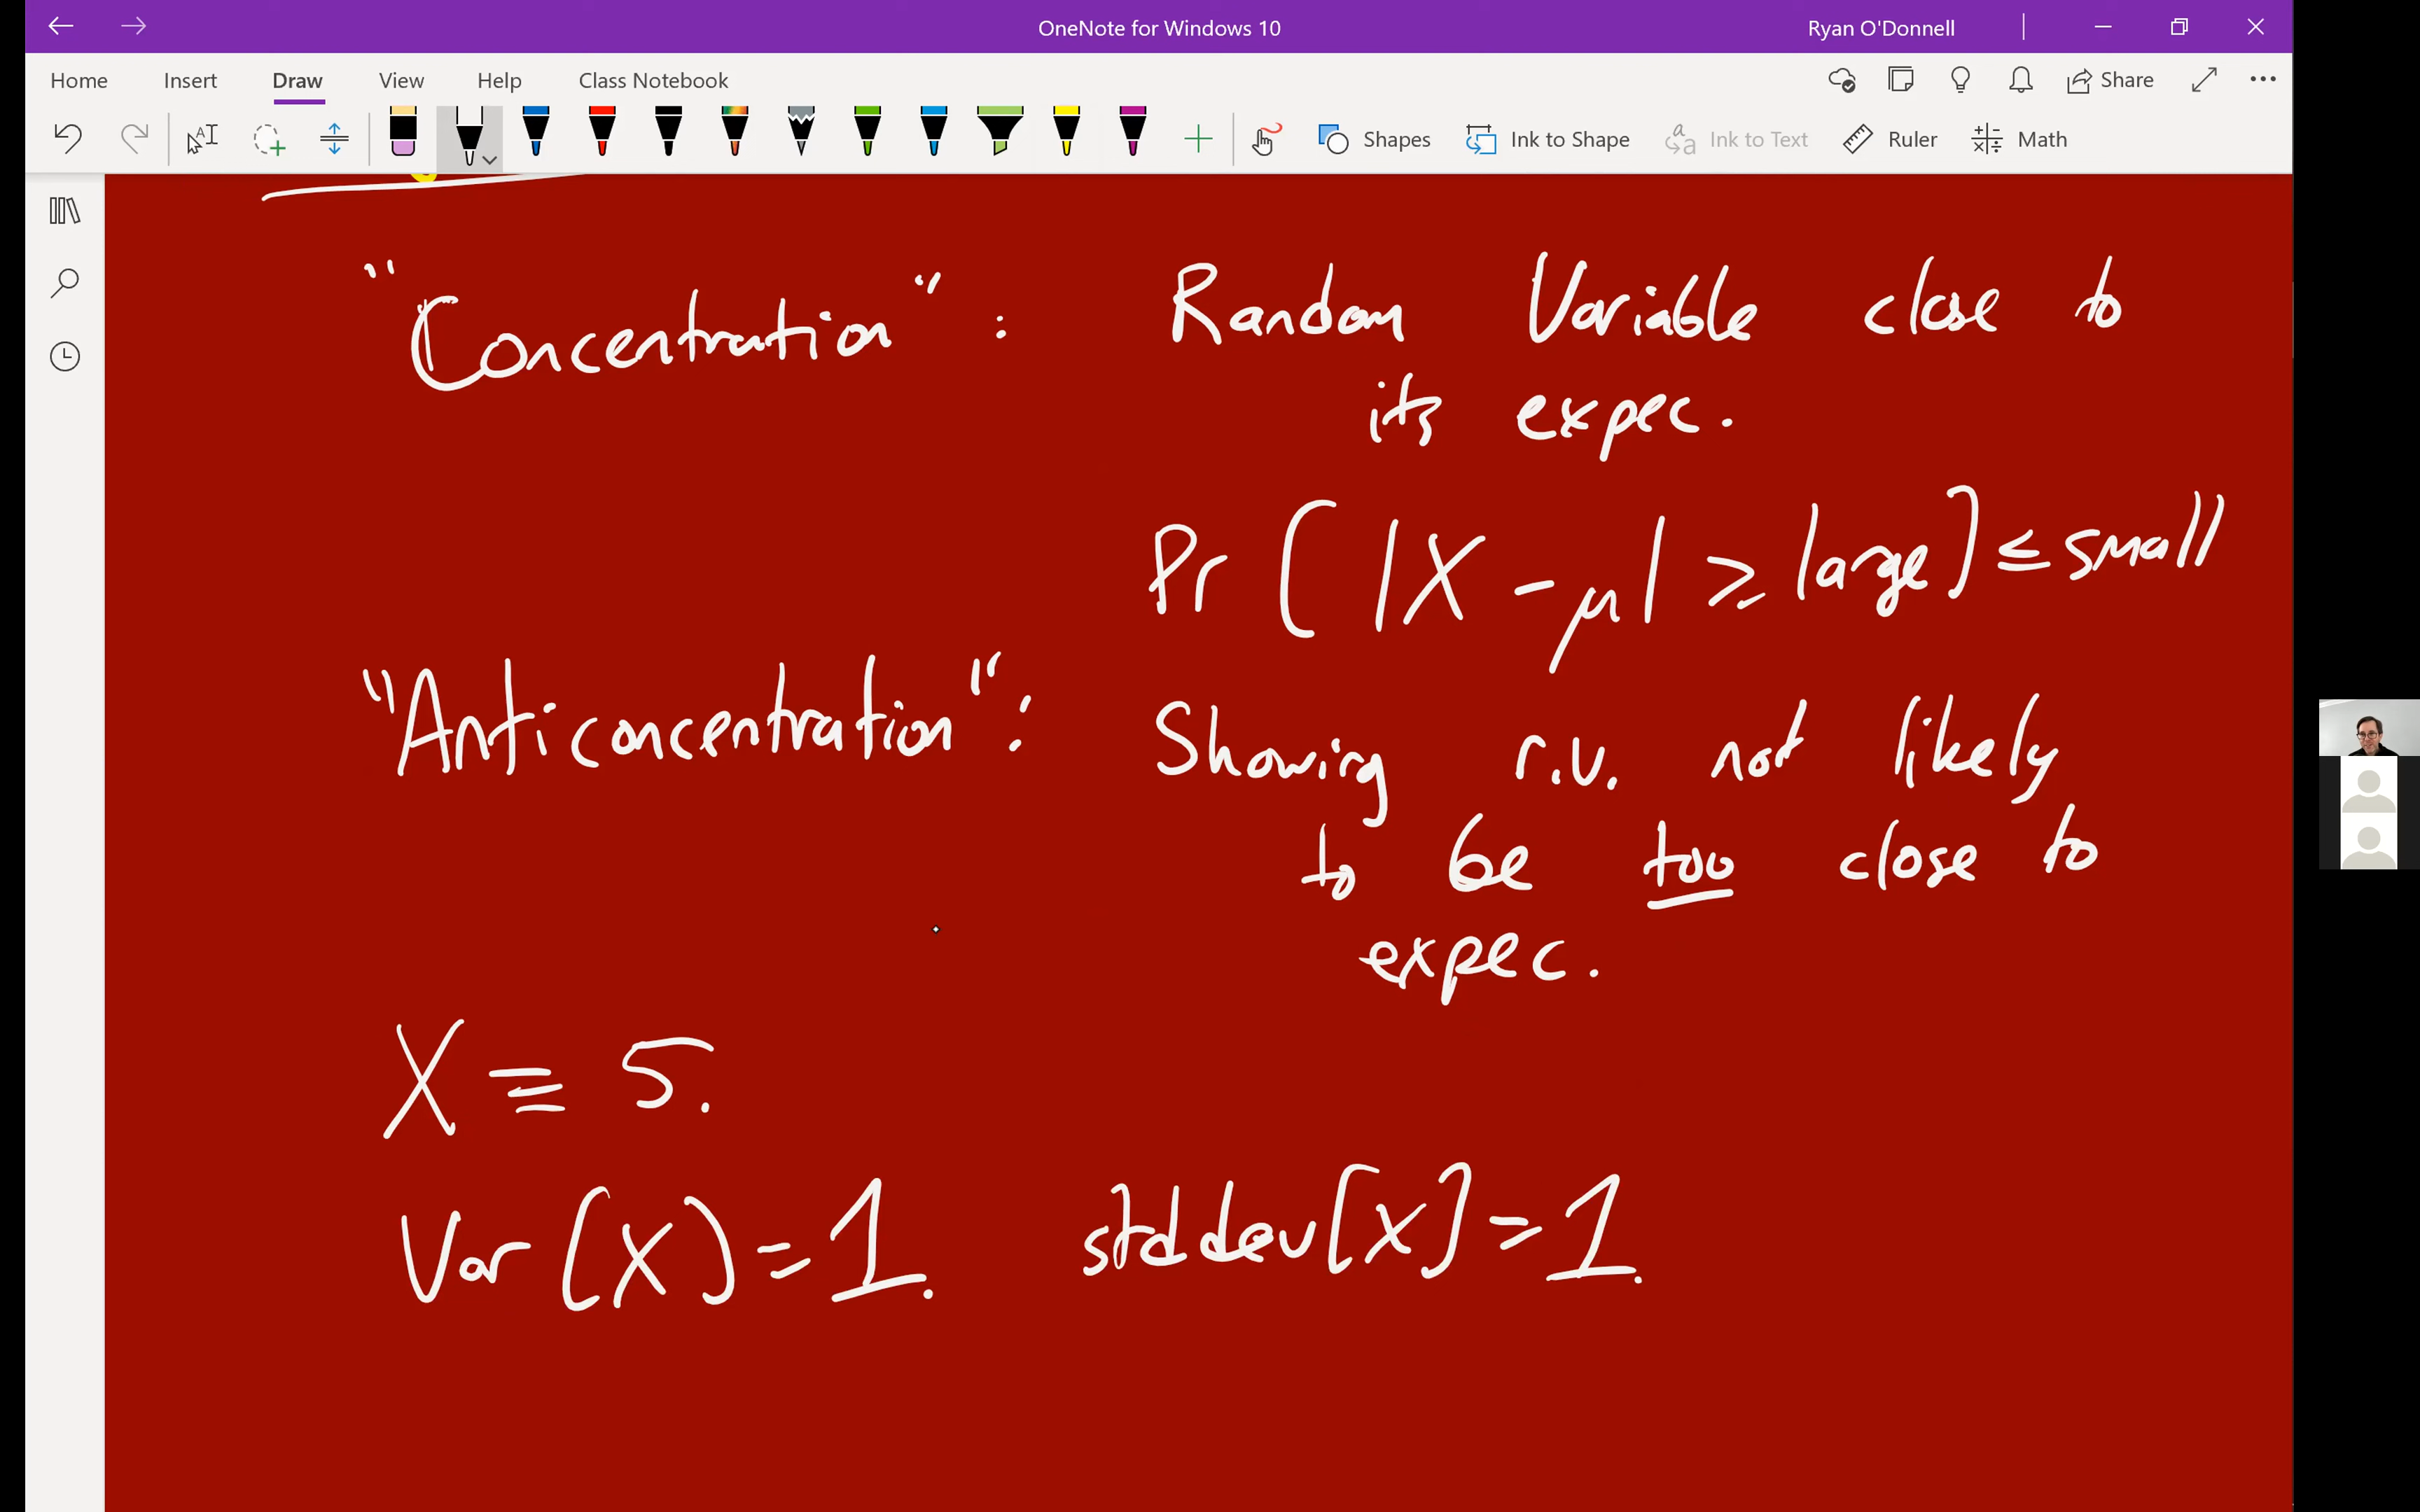 OneNote for Windows 10
Ryan O'Donnell
Home Insert Draw View Help Class Notebook
Share
Shapes Ink to Shape Ink to Text Ruler Math
"Concentration" : Random Variable close to
its expec.
Pr [ |X - μ| ≥ large ] ≤ small
"Anticoncentration" : Showing r.v. not likely
to be too close to
expec.
X ≡ 5.
Var(X) = 1. stddev[X] = 1.